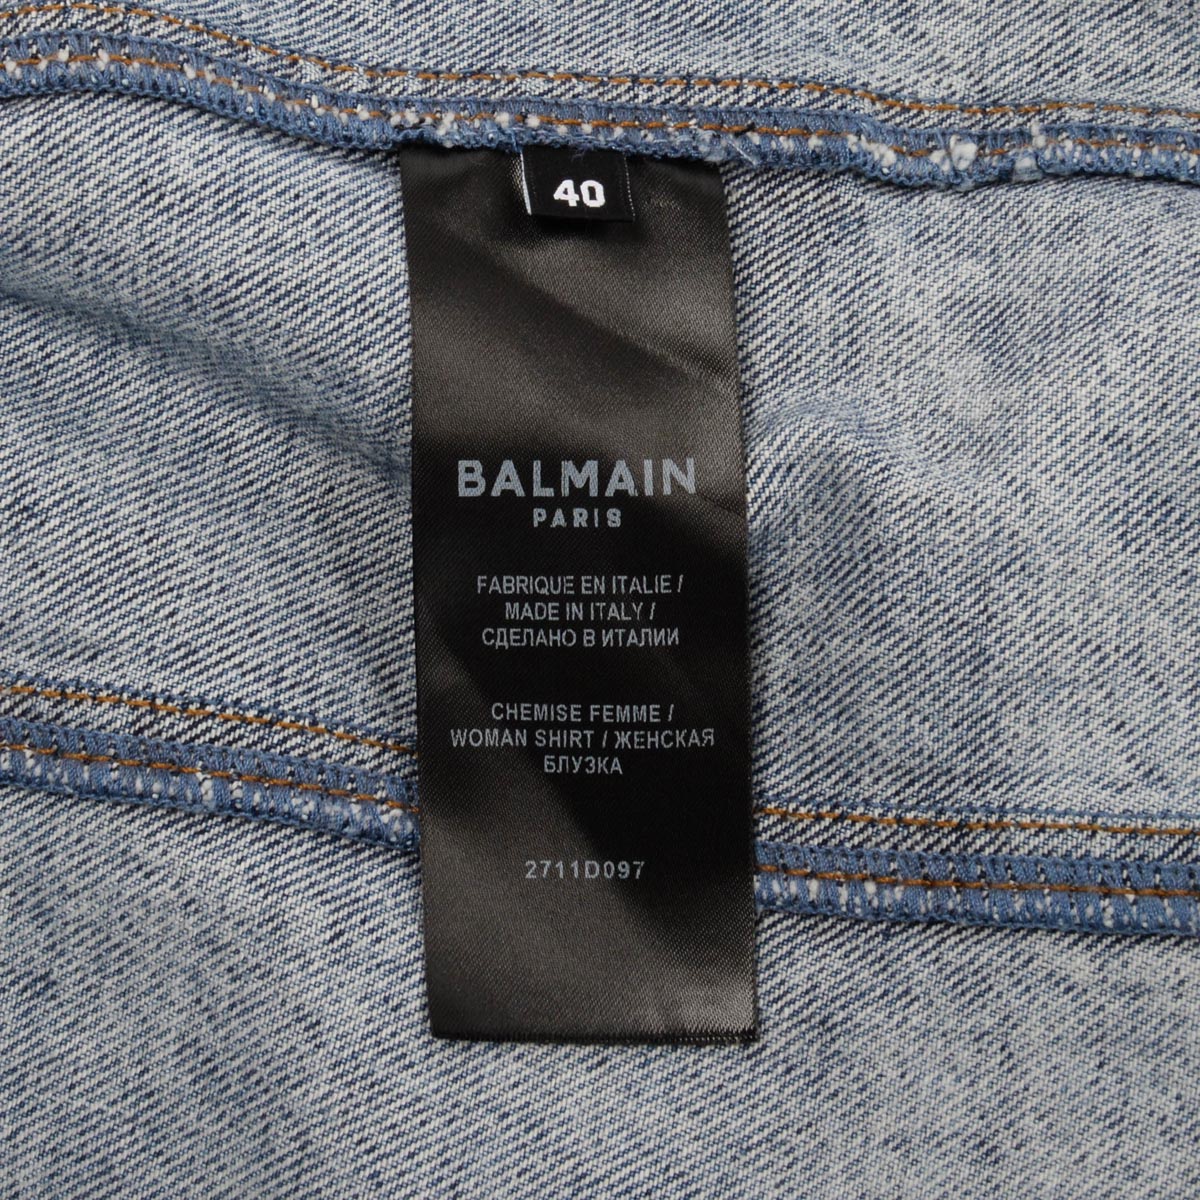 40
BALMAIN
PARIS
FABRIQUE EN ITALIE /
MADE IN ITALY /
СДЕЛАНО В ИТАЛИИ
CHEMISE FEMME /
WOMAN SHIRT / ЖЕНСКАЯ
БЛУЗКА
2711D097